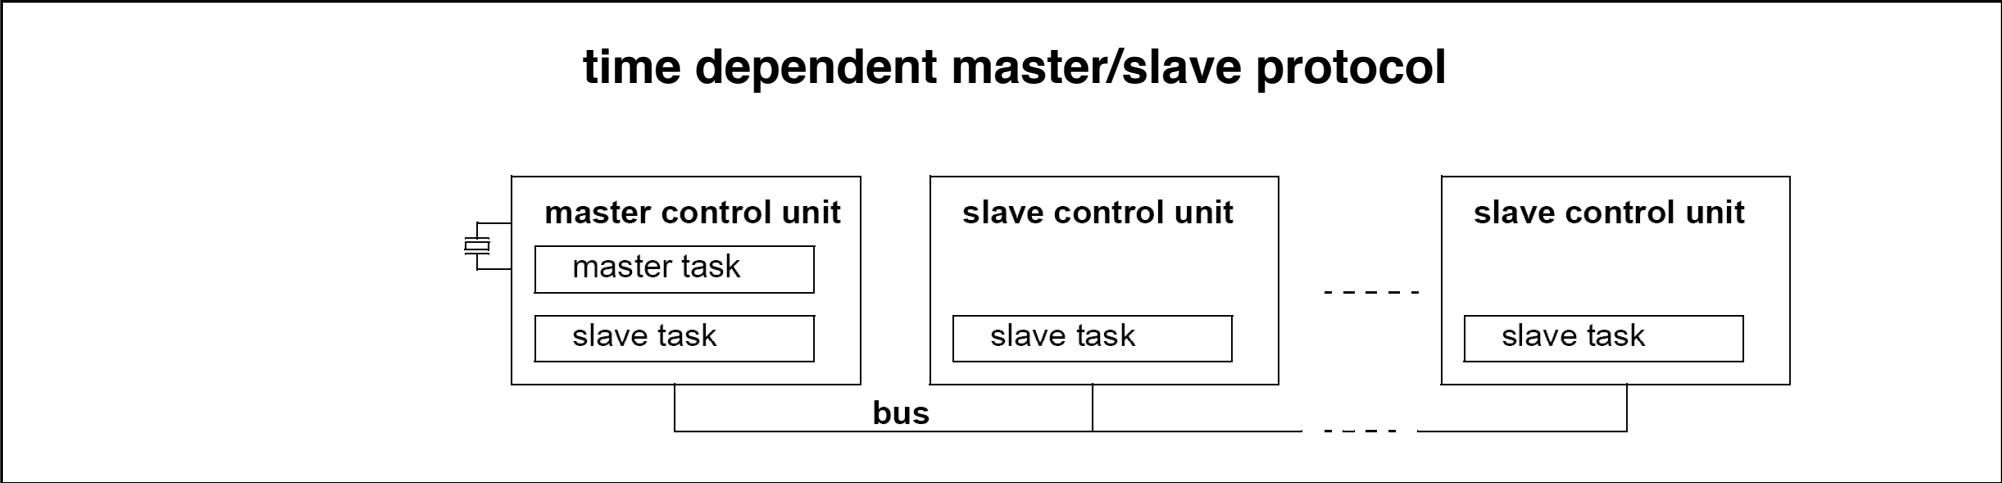 time dependent master/slave protocol
master control unit
slave control unit
slave control unit
master task
slave task
slave task
slave task
bus